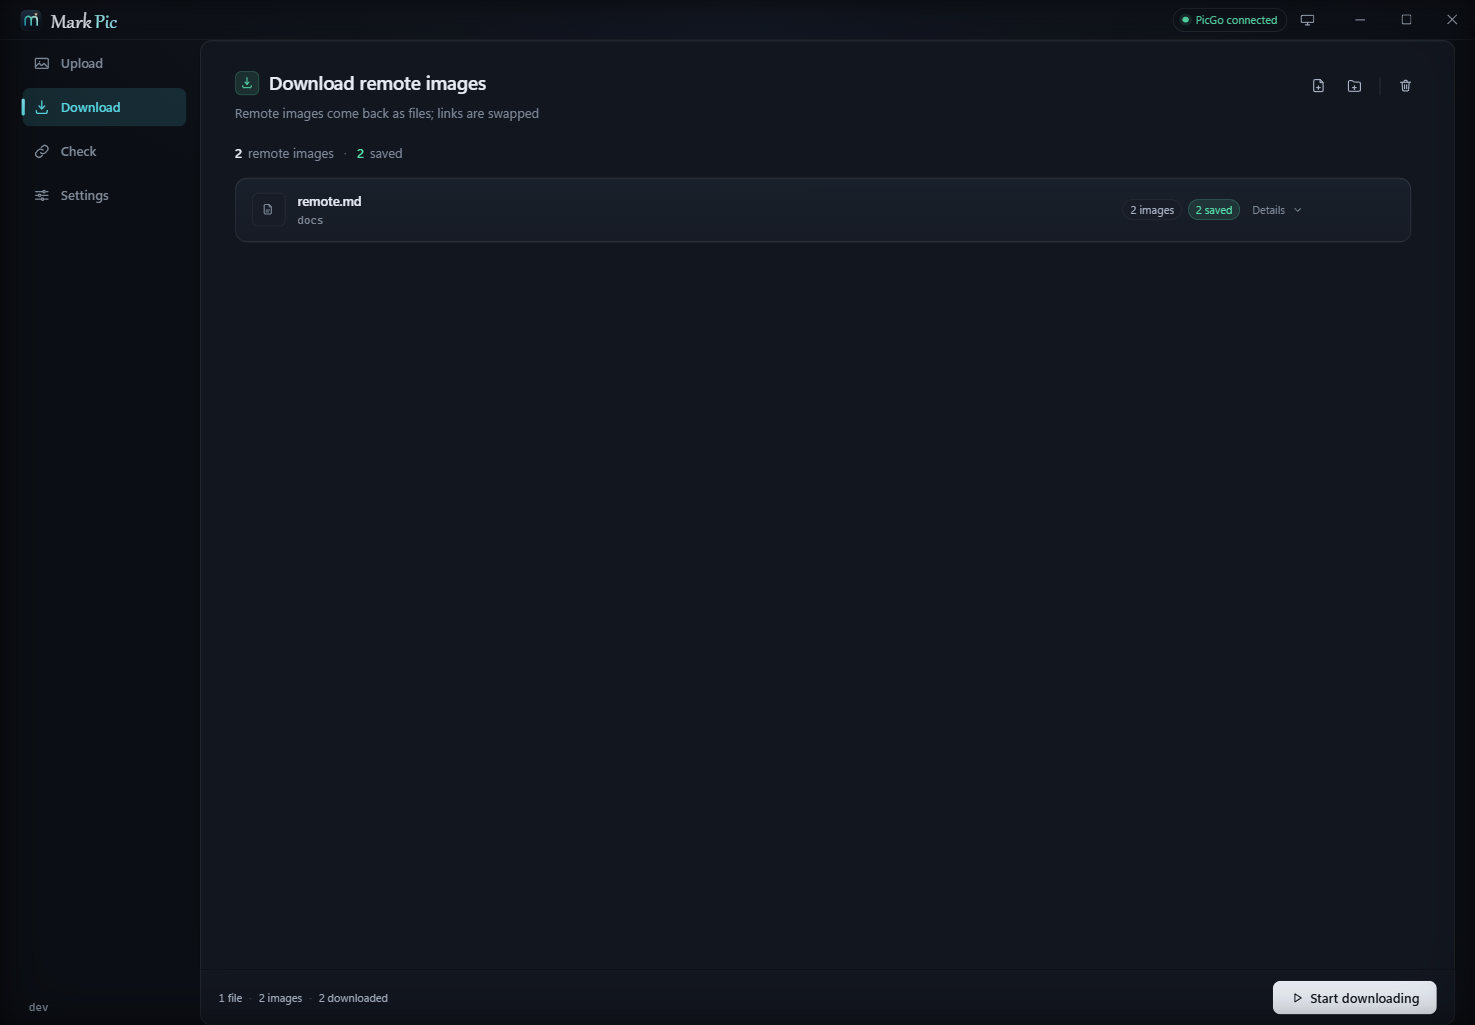 Mark Pic
PicGo connected
Upload
Download
Check
Settings
Download remote images
Remote images come back as files; links are swapped
2 remote images · 2 saved
remote.md
docs
2 images
2 saved
Details
1 file · 2 images · 2 downloaded
Start downloading
dev